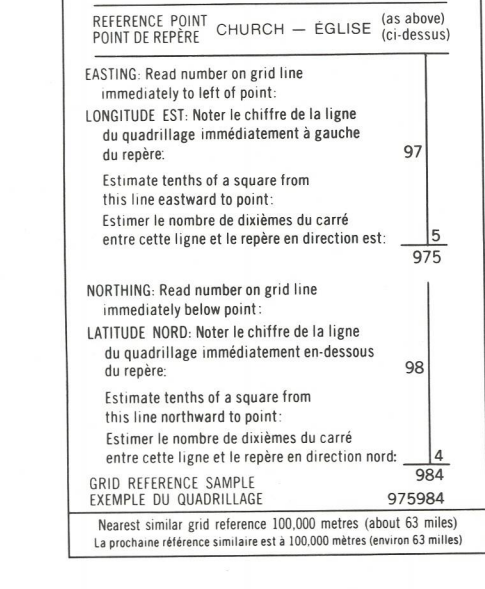 REFERENCE POINT
POINT DE REPÈRE
CHURCH — ÉGLISE
(as above)
(ci-dessus)
EASTING: Read number on grid line
immediately to left of point:
LONGITUDE EST: Noter le chiffre de la ligne
du quadrillage immédiatement à gauche
du repère: 97
Estimate tenths of a square from
this line eastward to point:
Estimer le nombre de dixièmes du carré
entre cette ligne et le repère en direction est: 5
975
NORTHING: Read number on grid line
immediately below point:
LATITUDE NORD: Noter le chiffre de la ligne
du quadrillage immédiatement en-dessous
du repère: 98
Estimate tenths of a square from
this line northward to point:
Estimer le nombre de dixièmes du carré
entre cette ligne et le repère en direction nord: 4
984
GRID REFERENCE SAMPLE
EXEMPLE DU QUADRILLAGE 975984
Nearest similar grid reference 100,000 metres (about 63 miles)
La prochaine référence similaire est à 100,000 mètres (environ 63 milles)